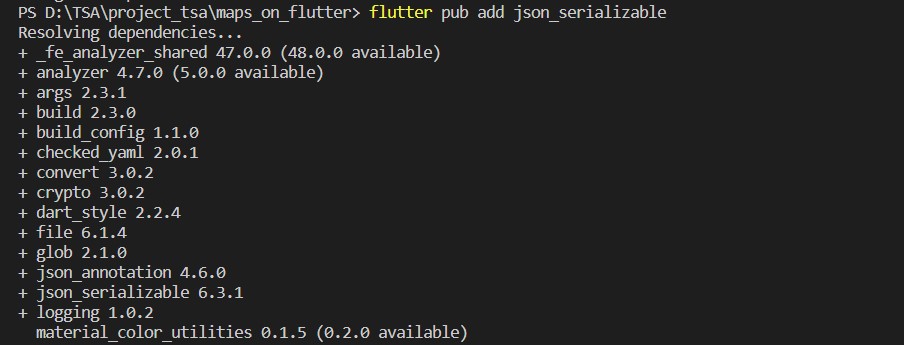 PS D:\TSA\project_tsa\maps_on_flutter> flutter pub add json_serializable
Resolving dependencies...
+ _fe_analyzer_shared 47.0.0 (48.0.0 available)
+ analyzer 4.7.0 (5.0.0 available)
+ args 2.3.1
+ build 2.3.0
+ build_config 1.1.0
+ checked_yaml 2.0.1
+ convert 3.0.2
+ crypto 3.0.2
+ dart_style 2.2.4
+ file 6.1.4
+ glob 2.1.0
+ json_annotation 4.6.0
+ json_serializable 6.3.1
+ logging 1.0.2
  material_color_utilities 0.1.5 (0.2.0 available)